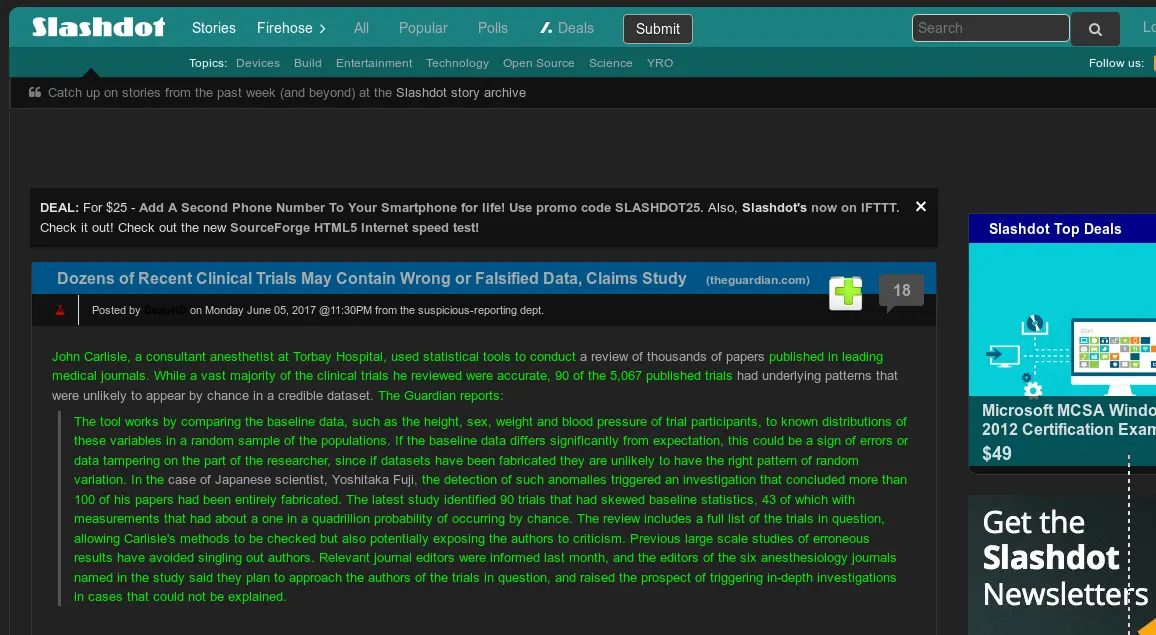 Slashdot Stories Firehose > All Popular Polls Deals Submit Search
Topics: Devices Build Entertainment Technology Open Source Science YRO Follow us:
Catch up on stories from the past week (and beyond) at the Slashdot story archive
DEAL: For $25 - Add A Second Phone Number To Your Smartphone for life! Use promo code SLASHDOT25. Also, Slashdot's now on IFTTT.
Check it out! Check out the new SourceForge HTML5 Internet speed test!
Dozens of Recent Clinical Trials May Contain Wrong or Falsified Data, Claims Study (theguardian.com) 18
Posted by BeauHD on Monday June 05, 2017 @11:30PM from the suspicious-reporting dept.
John Carlisle, a consultant anesthetist at Torbay Hospital, used statistical tools to conduct a review of thousands of papers published in leading
medical journals. While a vast majority of the clinical trials he reviewed were accurate, 90 of the 5,067 published trials had underlying patterns that
were unlikely to appear by chance in a credible dataset. The Guardian reports:
The tool works by comparing the baseline data, such as the height, sex, weight and blood pressure of trial participants, to known distributions of
these variables in a random sample of the populations. If the baseline data differs significantly from expectation, this could be a sign of errors or
data tampering on the part of the researcher, since if datasets have been fabricated they are unlikely to have the right pattern of random
variation. In the case of Japanese scientist, Yoshitaka Fuji, the detection of such anomalies triggered an investigation that concluded more than
100 of his papers had been entirely fabricated. The latest study identified 90 trials that had skewed baseline statistics, 43 of which with
measurements that had about a one in a quadrillion probability of occurring by chance. The review includes a full list of the trials in question,
allowing Carlisle's methods to be checked but also potentially exposing the authors to criticism. Previous large scale studies of erroneous
results have avoided singling out authors. Relevant journal editors were informed last month, and the editors of the six anesthesiology journals
named in the study said they plan to approach the authors of the trials in question, and raised the prospect of triggering in-depth investigations
in cases that could not be explained.
Slashdot Top Deals
Start
Microsoft MCSA Windo
2012 Certification Exam
$49
Get the
Slashdot
Newsletters